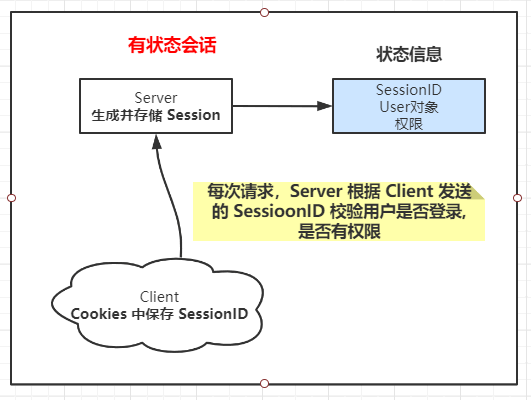 有状态会话
状态信息
Server
生成并存储 Session
SessionID
User对象
权限
每次请求，Server 根据 Client 发送
的 SessioonID 校验用户是否登录,
是否有权限
Client
Cookies 中保存 SessionID